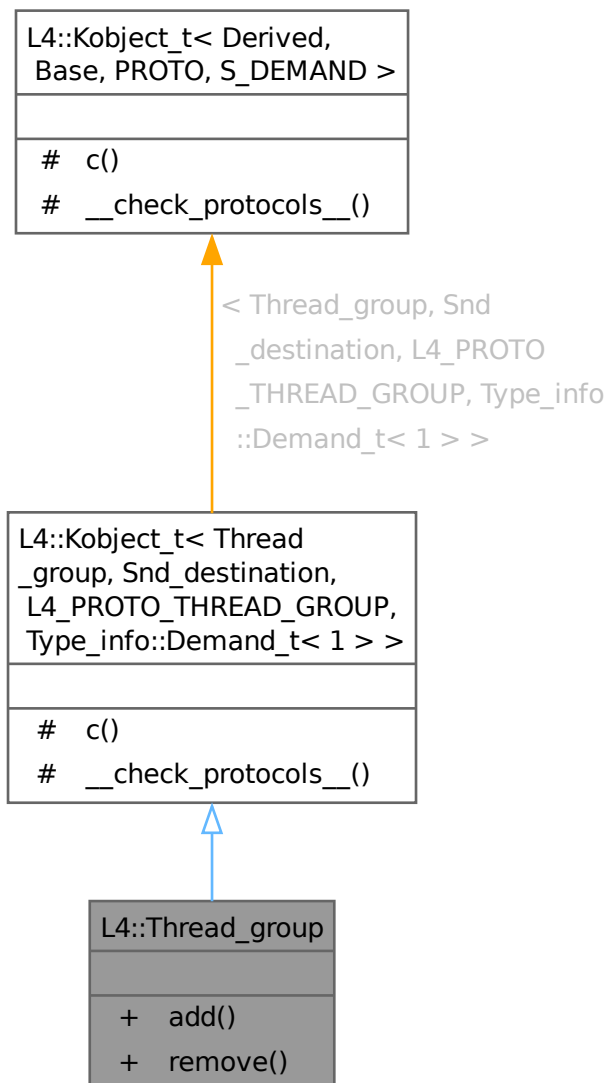 L4::Kobject_t< Derived,
Base, PROTO, S_DEMAND >
# c()
# __check_protocols__()
< Thread_group, Snd
_destination, L4_PROTO
_THREAD_GROUP, Type_info
::Demand_t< 1 > >
L4::Kobject_t< Thread
_group, Snd_destination,
L4_PROTO_THREAD_GROUP,
Type_info::Demand_t< 1 > >
# c()
# __check_protocols__()
L4::Thread_group
+ add()
+ remove()